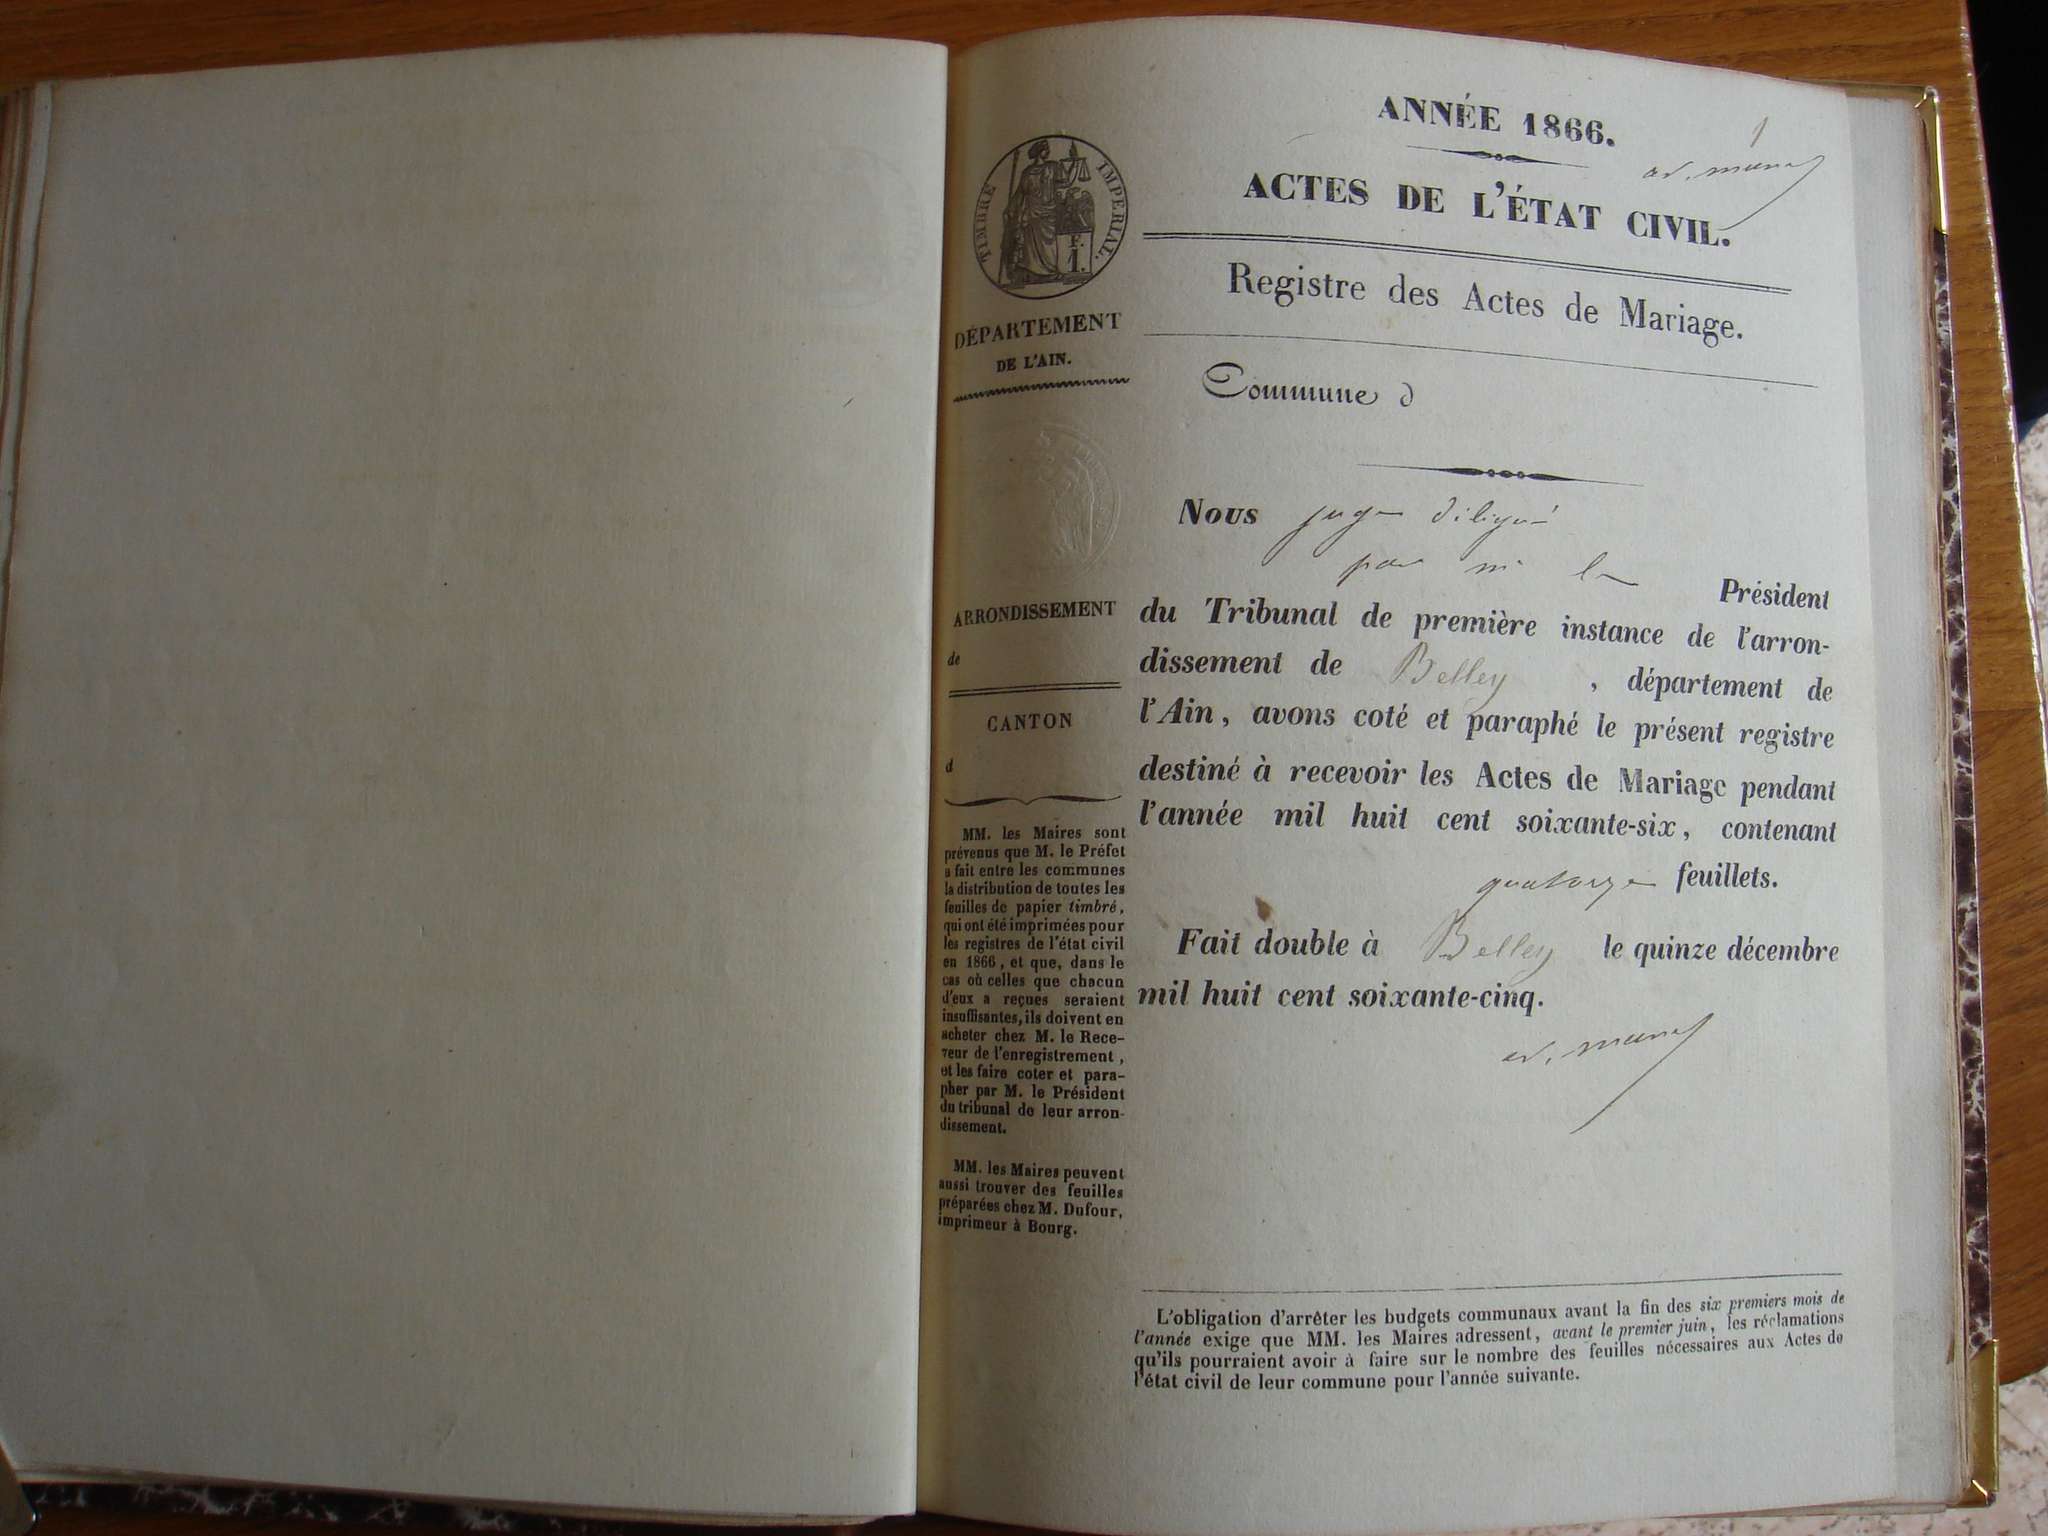 ANNÉE 1866.
1
ACTES DE L'ÉTAT CIVIL.
Registre des Actes de Mariage.
Commune d
TIMBRE IMPERIAL.
F.
1.
DÉPARTEMENT
DE L'AIN.
ARRONDISSEMENT
de
CANTON
d
MM. les Maires sont
prévenus que M. le Préfet
a fait entre les communes
la distribution de toutes les
feuilles de papier timbré,
qui ont été imprimées pour
les registres de l'état civil
en 1866, et que, dans le
cas où celles que chacun
d'eux a reçues seraient
insuffisantes, ils doivent en
acheter chez M. le Rece-
veur de l'enregistrement,
et les faire coter et para-
pher par M. le Président
du tribunal de leur arron-
dissement.
MM. les Maires peuvent
aussi trouver des feuilles
préparées chez M. Dufour,
imprimeur à Bourg.
Nous juge délégué
par mr le Président
du Tribunal de première instance de l'arron-
dissement de Belley, département de
l'Ain, avons coté et paraphé le présent registre
destiné à recevoir les Actes de Mariage pendant
l'année mil huit cent soixante-six, contenant
quatorze feuillets.
Fait double à Belley le quinze décembre
mil huit cent soixante-cinq.
L'obligation d'arrêter les budgets communaux avant la fin des six premiers mois de
l'année exige que MM. les Maires adressent, avant le premier juin, les réclamations
qu'ils pourraient avoir à faire sur le nombre des feuilles nécessaires aux Actes de
l'état civil de leur commune pour l'année suivante.